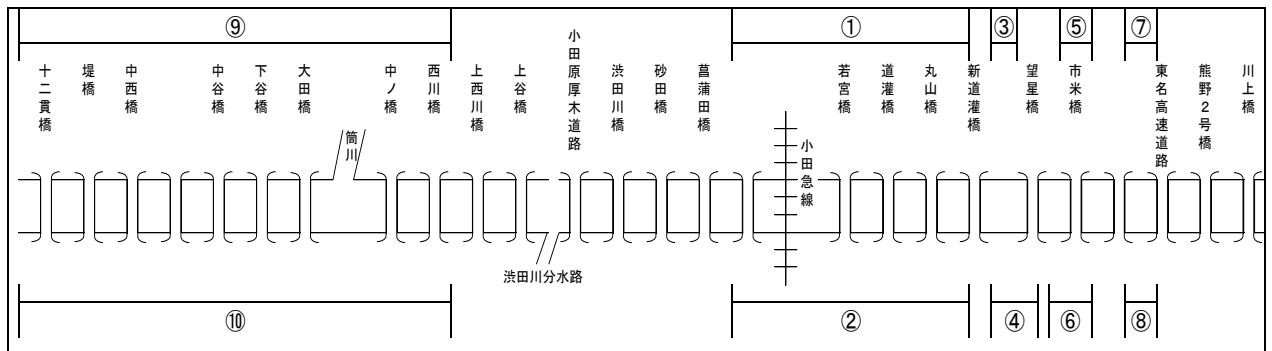 ⑨
①
③
⑤
⑦
十二貫橋
堤橋
中西橋
中谷橋
下谷橋
大田橋
中ノ橋
西川橋
上西川橋
上谷橋
小田原厚木道路
渋田川橋
砂田橋
菖蒲田橋
若宮橋
道灌橋
丸山橋
新道灌橋
望星橋
市米橋
東名高速道路
熊野2号橋
川上橋
筒川
小田急線
渋田川分水路
⑩
②
④
⑥
⑧